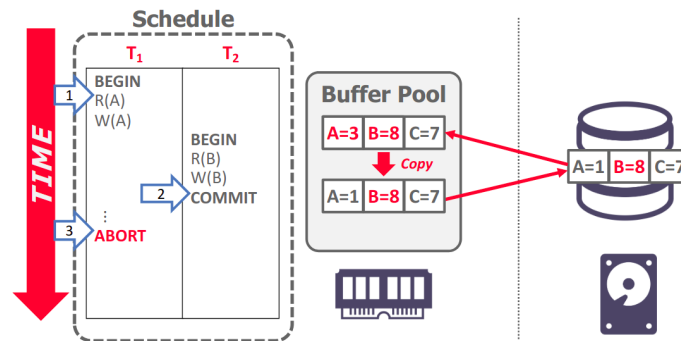 Schedule
TIME
T1 T2
1
BEGIN
R(A)
W(A)
BEGIN
R(B)
W(B)
2
COMMIT
⋮
3
ABORT
Buffer Pool
A=3 B=8 C=7
Copy
A=1 B=8 C=7
A=1 B=8 C=7